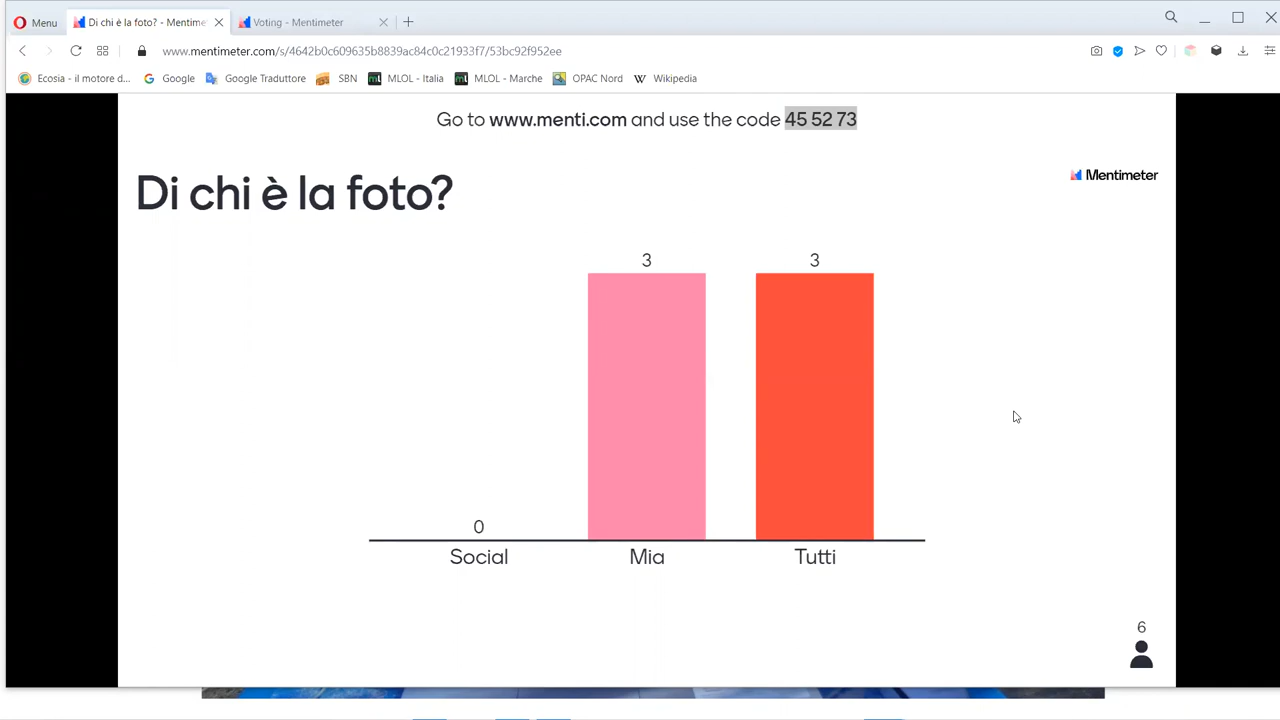 Menu
Di chi è la foto? - Mentime
Voting - Mentimeter
www.mentimeter.com/s/4642b0c609635b8839ac84c0c21933f7/53bc92f952ee
Ecosia - il motore d...
Google
Google Traduttore
SBN
MLOL - Italia
MLOL - Marche
OPAC Nord
Wikipedia
Go to www.menti.com and use the code 45 52 73
Di chi è la foto?
Mentimeter
3
3
0
Social
Mia
Tutti
6